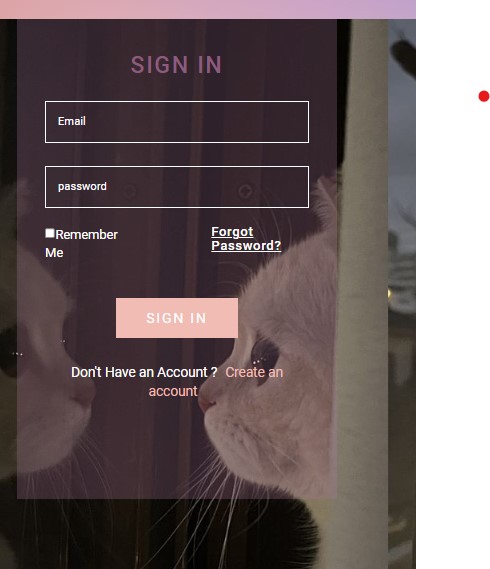 SIGN IN
Email
password
Remember
Me
Forgot
Password?
SIGN IN
Don't Have an Account ? Create an
account